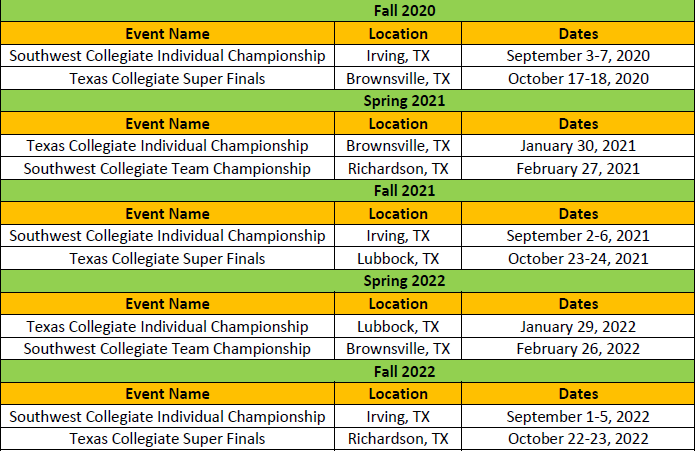 Fall 2020
Event Name Location Dates
Southwest Collegiate Individual Championship Irving, TX September 3-7, 2020
Texas Collegiate Super Finals Brownsville, TX October 17-18, 2020
Spring 2021
Event Name Location Dates
Texas Collegiate Individual Championship Brownsville, TX January 30, 2021
Southwest Collegiate Team Championship Richardson, TX February 27, 2021
Fall 2021
Event Name Location Dates
Southwest Collegiate Individual Championship Irving, TX September 2-6, 2021
Texas Collegiate Super Finals Lubbock, TX October 23-24, 2021
Spring 2022
Event Name Location Dates
Texas Collegiate Individual Championship Lubbock, TX January 29, 2022
Southwest Collegiate Team Championship Brownsville, TX February 26, 2022
Fall 2022
Event Name Location Dates
Southwest Collegiate Individual Championship Irving, TX September 1-5, 2022
Texas Collegiate Super Finals Richardson, TX October 22-23, 2022